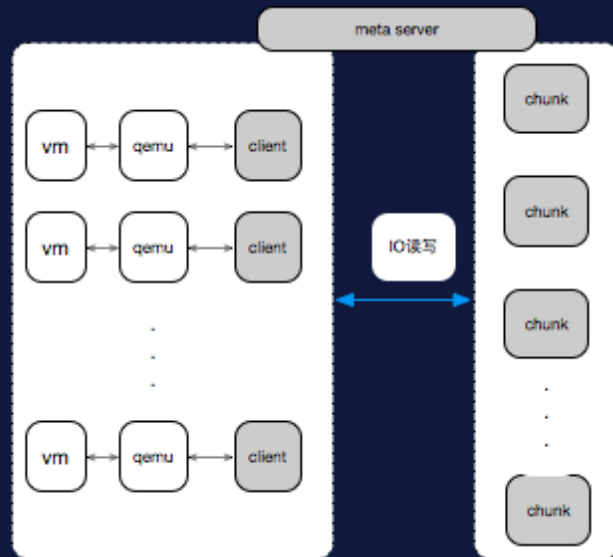 meta server
vm qemu client
vm qemu client
vm qemu client
IO读写
chunk
chunk
chunk
chunk